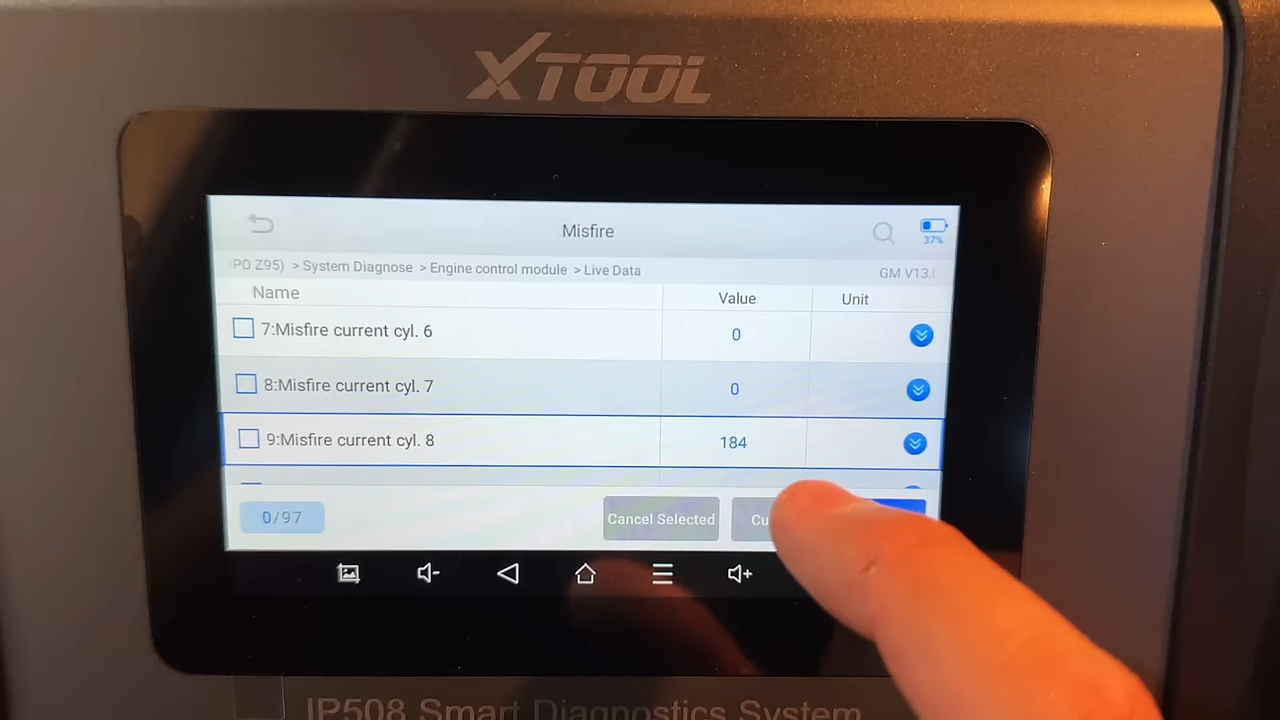 XTOOL
Misfire
37%
PO Z95) > System Diagnose > Engine control module > Live Data
GM V13.
Name Value Unit
7:Misfire current cyl. 6 0
8:Misfire current cyl. 7 0
9:Misfire current cyl. 8 184
0/97 Cancel Selected Cu
IP508 Smart Diagnostics System